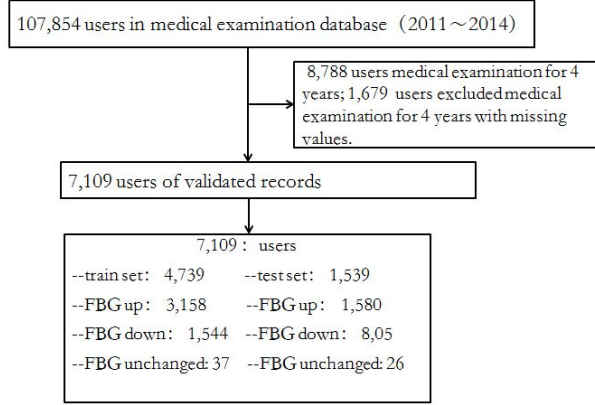 107,854 users in medical examination database（2011～2014）
8,788 users medical examination for 4
years; 1,679 users excluded medical
examination for 4 years with missing
values.
7,109 users of validated records
7,109： users
--train set： 4,739 --test set： 1,539
--FBG up： 3,158 --FBG up： 1,580
--FBG down： 1,544 --FBG down： 8,05
--FBG unchanged: 37 --FBG unchanged: 26